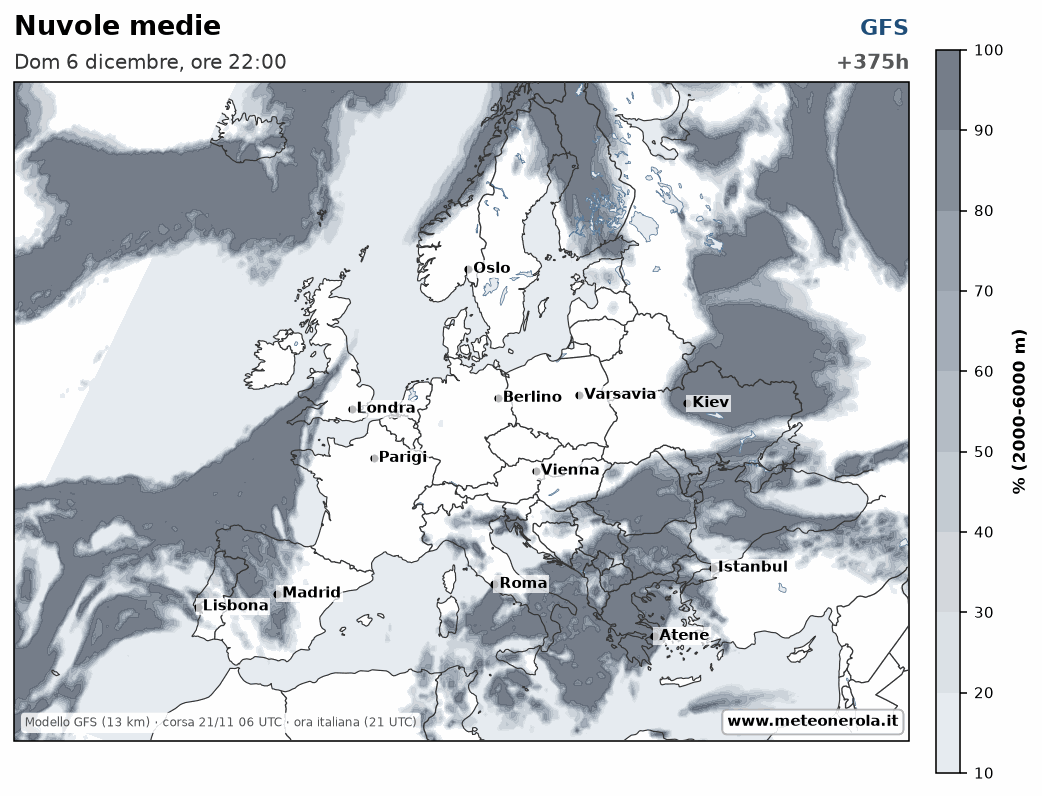 Nuvole medie
GFS
Dom 6 dicembre, ore 22:00
+375h
100
90
80
70
60
50
40
30
20
10
% (2000-6000 m)
Oslo
Londra
Berlino
Varsavia
Kiev
Parigi
Vienna
Istanbul
Roma
Madrid
Lisbona
Atene
Modello GFS (13 km) · corsa 21/11 06 UTC · ora italiana (21 UTC)
www.meteonerola.it